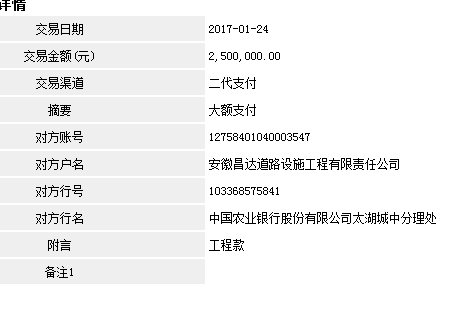 详情
交易日期 2017-01-24
交易金额(元) 2,500,000.00
交易渠道 二代支付
摘要 大额支付
对方账号 12758401040003547
对方户名 安徽昌达道路设施工程有限责任公司
对方行号 103368575841
对方行名 中国农业银行股份有限公司太湖城中分理处
附言 工程款
备注1